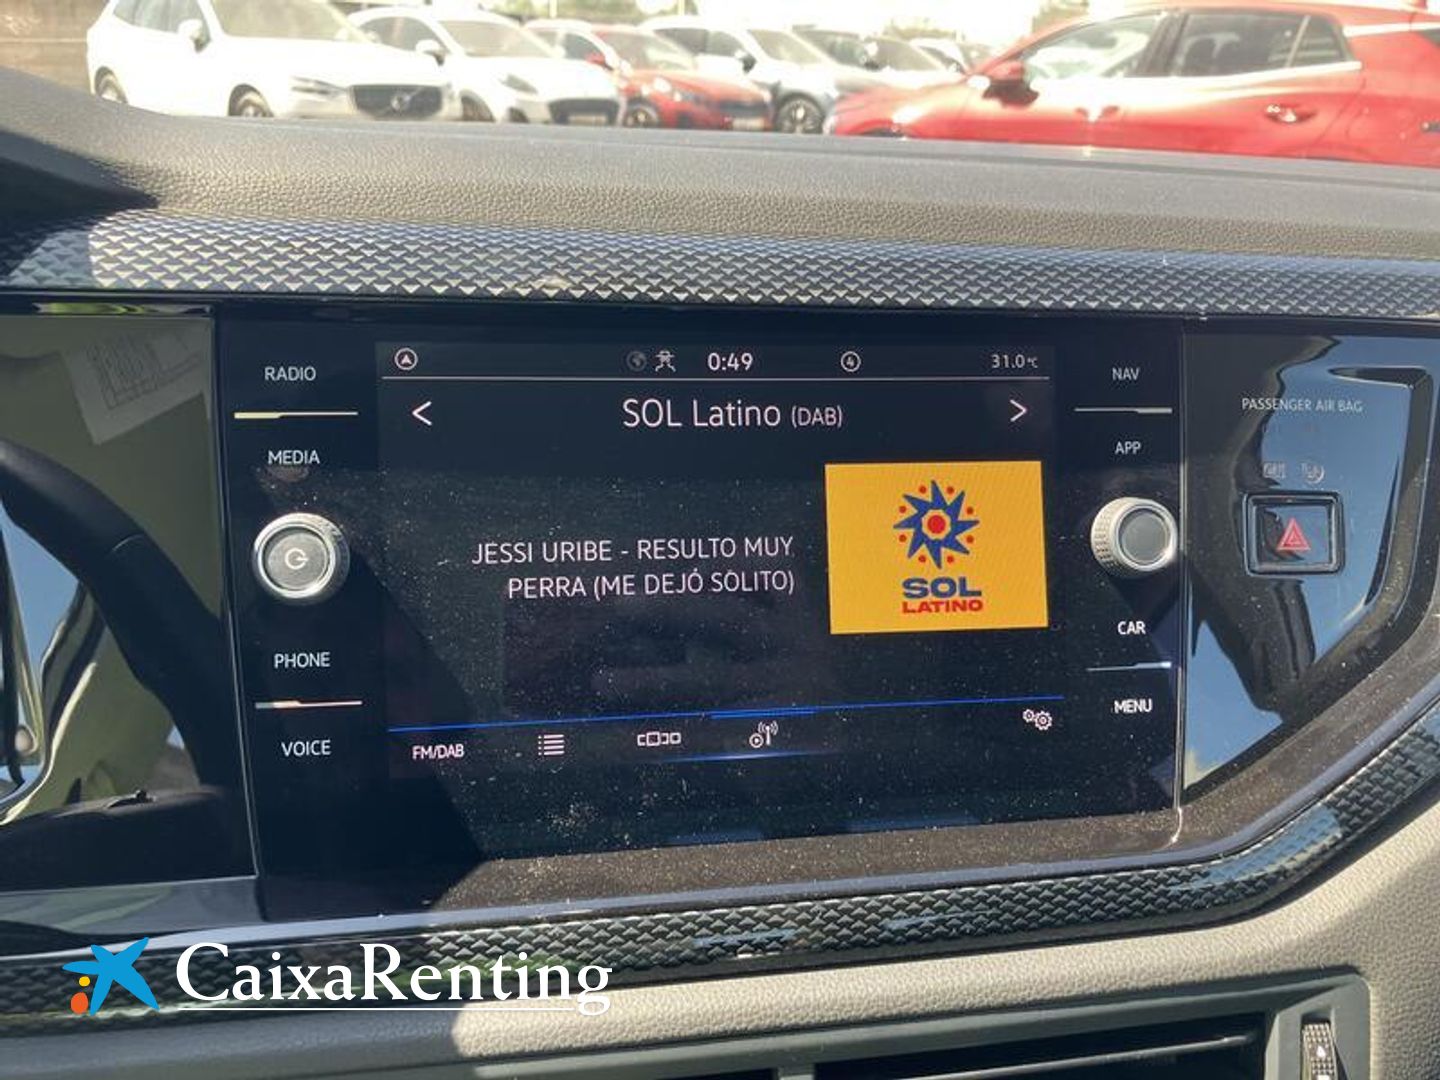 RADIO
MEDIA
PHONE
VOICE
0:49
4
31.0°C
SOL Latino (DAB)
JESSI URIBE - RESULTO MUY
PERRA (ME DEJÓ SOLITO)
SOL
LATINO
FM/DAB
NAV
APP
CAR
MENU
PASSENGER AIR BAG
CaixaRenting